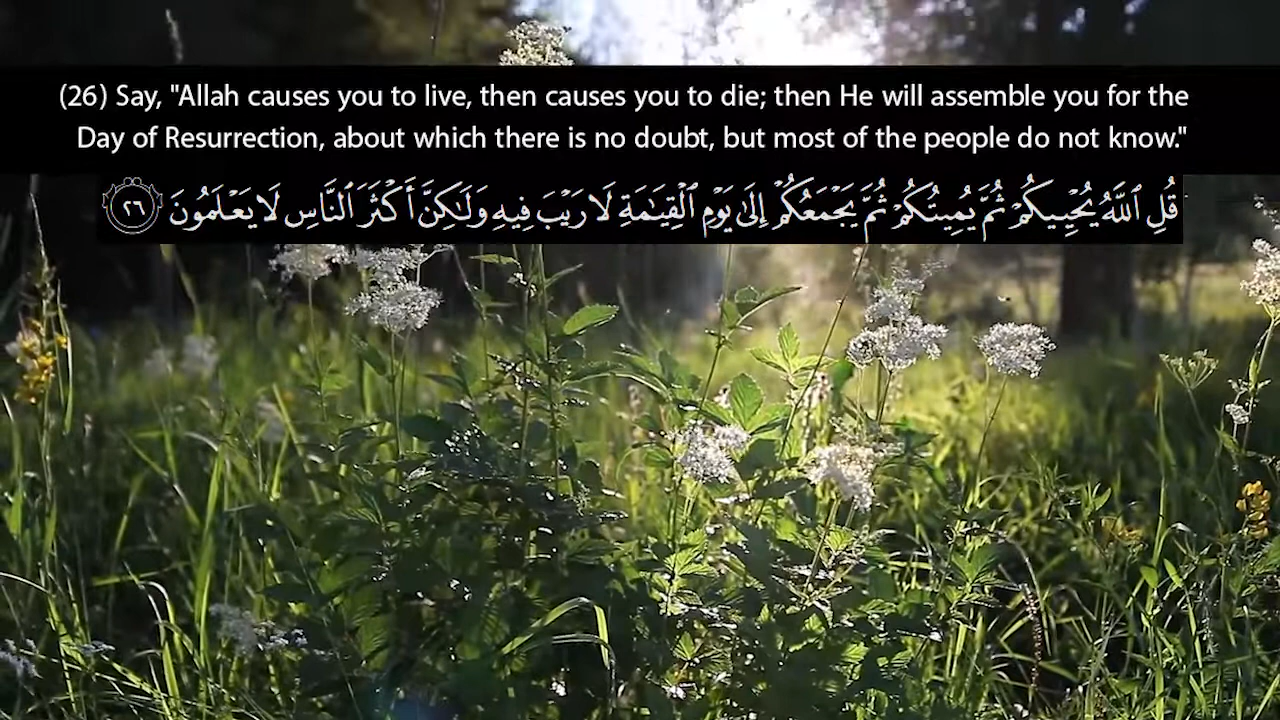 (26) Say, "Allah causes you to live, then causes you to die; then He will assemble you for the
Day of Resurrection, about which there is no doubt, but most of the people do not know."
قُلِ ٱللَّهُ يُحْيِيكُمْ ثُمَّ يُمِيتُكُمْ ثُمَّ يَجْمَعُكُمْ إِلَىٰ يَوْمِ ٱلْقِيَـٰمَةِ لَا رَيْبَ فِيهِ وَلَـٰكِنَّ أَكْثَرَ ٱلنَّاسِ لَا يَعْلَمُونَ ٢٦